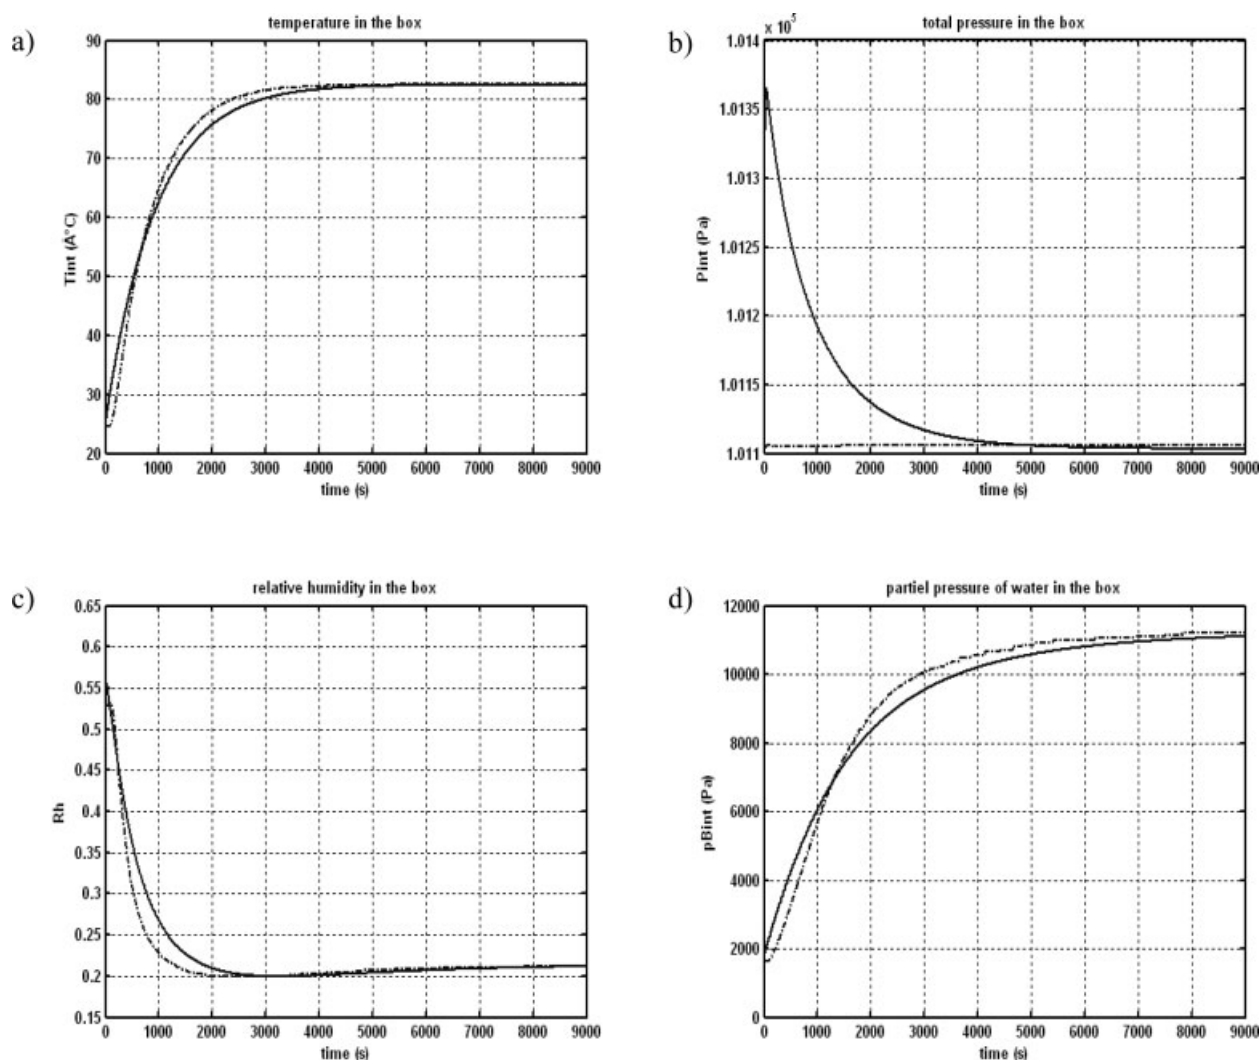 a)
temperature in the box
90
80
70
60
50
40
30
20
Tint (Â°C)
0 1000 2000 3000 4000 5000 6000 7000 8000 9000
time (s)
b)
x 10⁵
total pressure in the box
1.014
1.0135
1.013
1.0125
1.012
1.0115
1.011
Pint (Pa)
0 1000 2000 3000 4000 5000 6000 7000 8000 9000
time (s)
c)
relative humidity in the box
0.65
0.6
0.55
0.5
0.45
0.4
0.35
0.3
0.25
0.2
0.15
Rh
0 1000 2000 3000 4000 5000 6000 7000 8000 9000
time (s)
d)
partiel pressure of water in the box
12000
10000
8000
6000
4000
2000
0
pBint (Pa)
0 1000 2000 3000 4000 5000 6000 7000 8000 9000
time (s)